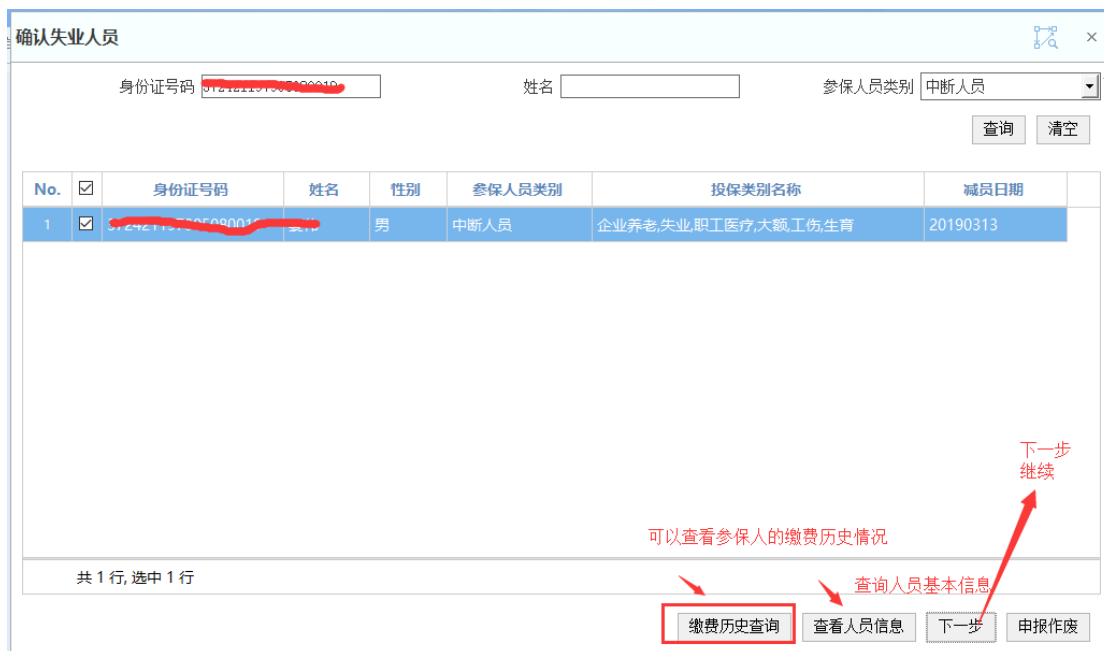 确认失业人员
身份证号码 姓名 参保人员类别 中断人员
查询 清空
No. 身份证号码 姓名 性别 参保人员类别 投保类别名称 减员日期
1 男 中断人员 企业养老,失业,职工医疗,大额,工伤,生育 20190313
下一步
继续
可以查看参保人的缴费历史情况
共 1 行, 选中 1 行
查询人员基本信息
缴费历史查询 查看人员信息 下一步 申报作废